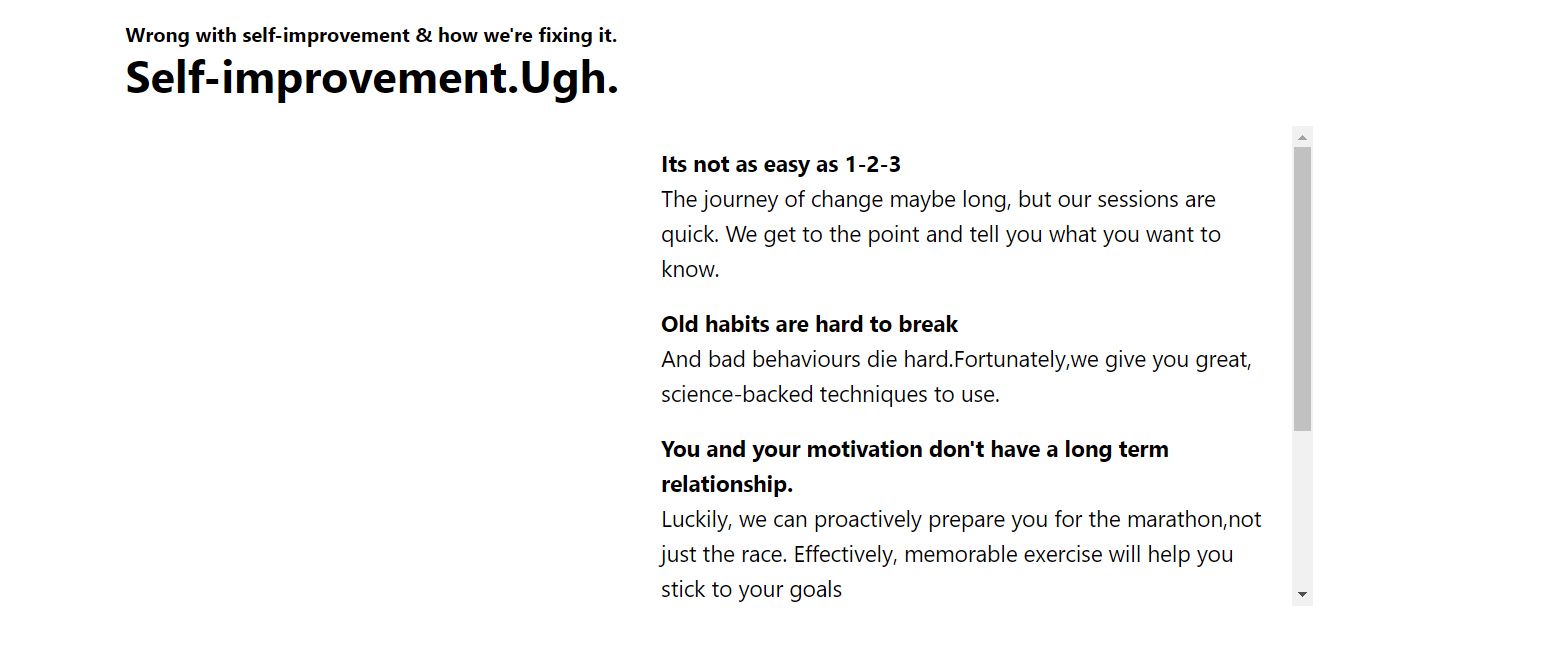 Wrong with self-improvement & how we're fixing it.
Self-improvement.Ugh.
Its not as easy as 1-2-3
The journey of change maybe long, but our sessions are
quick. We get to the point and tell you what you want to
know.
Old habits are hard to break
And bad behaviours die hard.Fortunately,we give you great,
science-backed techniques to use.
You and your motivation don't have a long term
relationship.
Luckily, we can proactively prepare you for the marathon,not
just the race. Effectively, memorable exercise will help you
stick to your goals